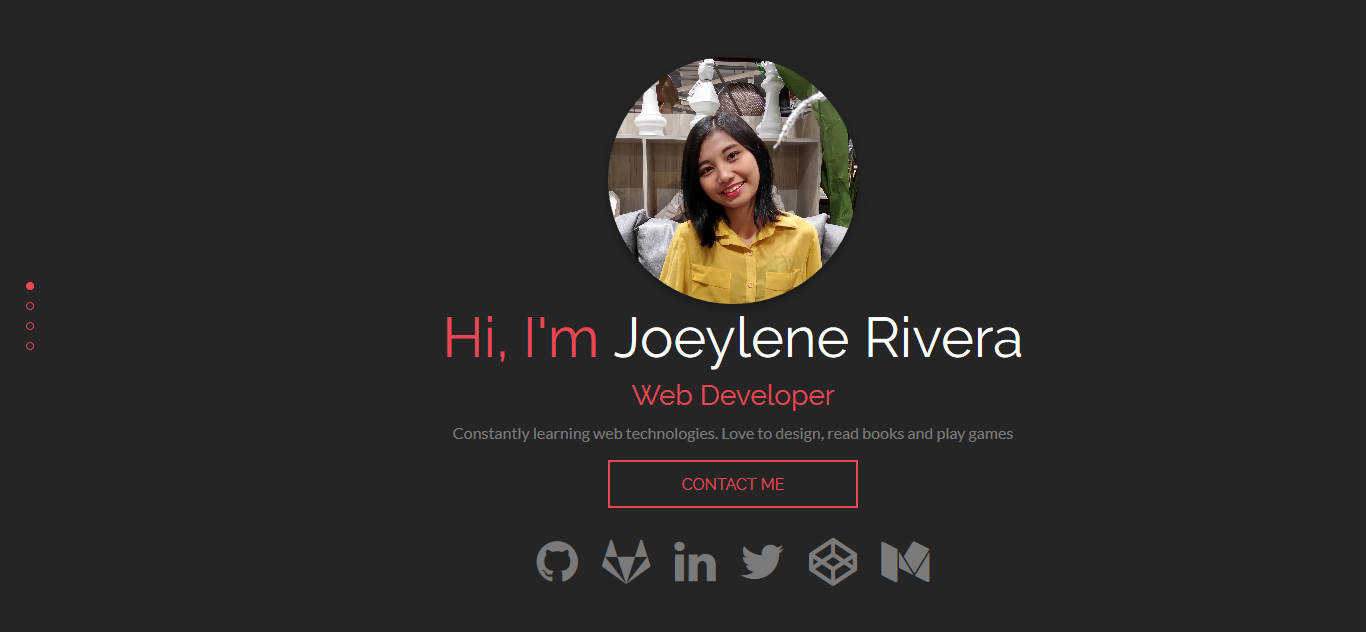 Hi, I'm Joeylene Rivera
Web Developer
Constantly learning web technologies. Love to design, read books and play games
CONTACT ME